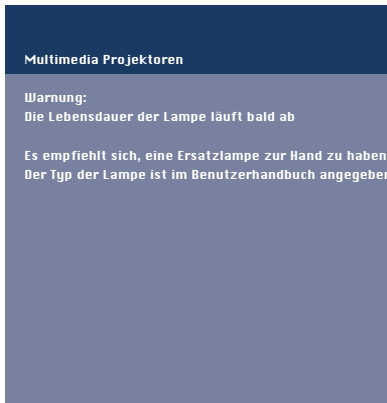 Multimedia Projektoren
Warnung:
Die Lebensdauer der Lampe läuft bald ab
Es empfiehlt sich, eine Ersatzlampe zur Hand zu haben
Der Typ der Lampe ist im Benutzerhandbuch angegeben